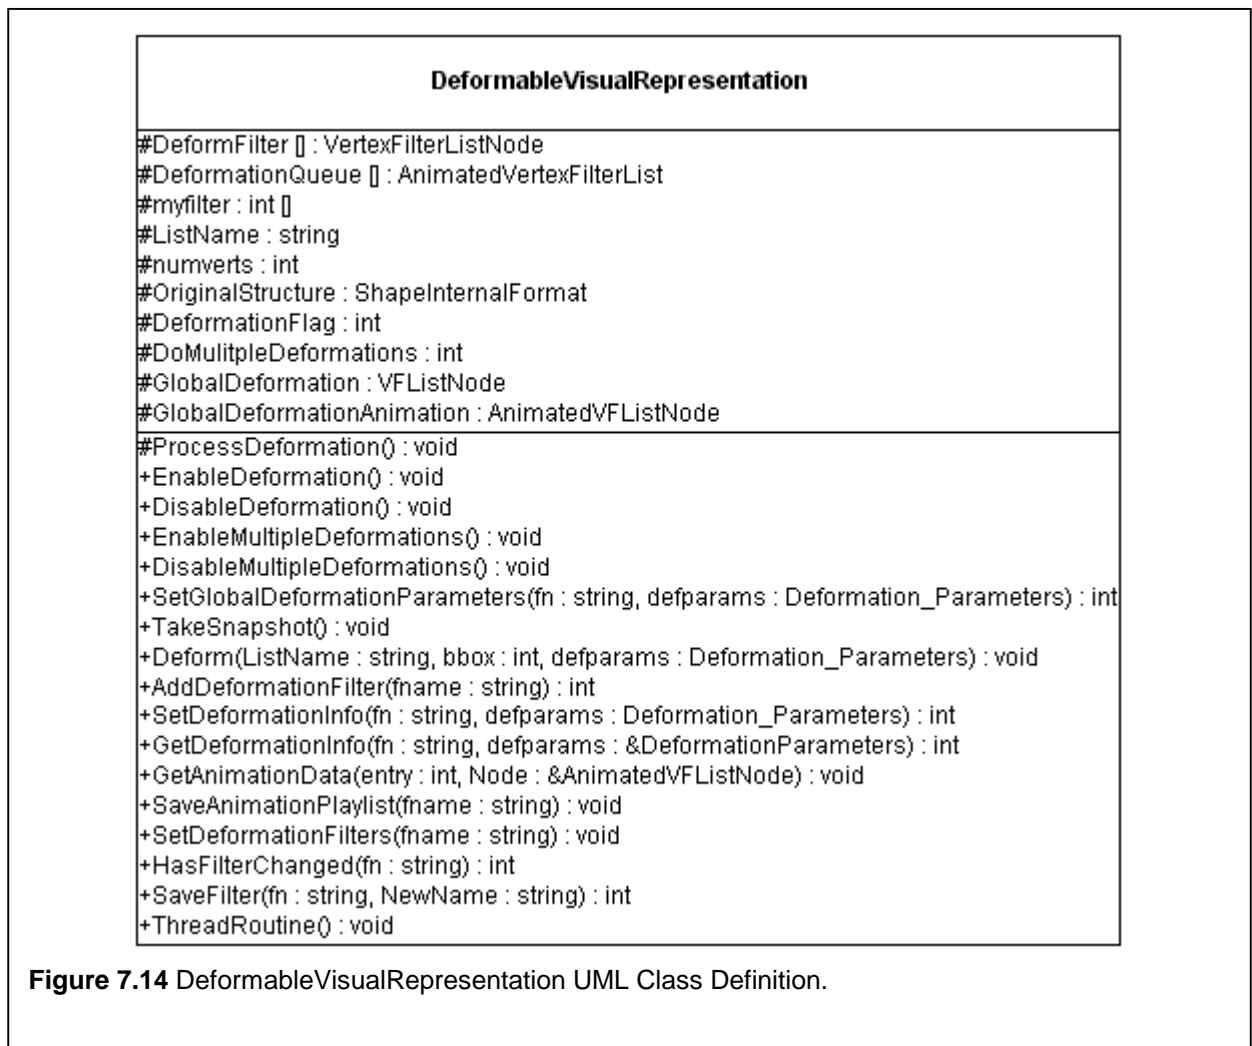 DeformableVisualRepresentation
#DeformFilter [] : VertexFilterListNode
#DeformationQueue [] : AnimatedVertexFilterList
#myfilter : int []
#ListName : string
#numverts : int
#OriginalStructure : ShapeInternalFormat
#DeformationFlag : int
#DoMulitpleDeformations : int
#GlobalDeformation : VFListNode
#GlobalDeformationAnimation : AnimatedVFListNode
#ProcessDeformation() : void
+EnableDeformation() : void
+DisableDeformation() : void
+EnableMultipleDeformations() : void
+DisableMultipleDeformations() : void
+SetGlobalDeformationParameters(fn : string, defparams : Deformation_Parameters) : int
+TakeSnapshot() : void
+Deform(ListName : string, bbox : int, defparams : Deformation_Parameters) : void
+AddDeformationFilter(fname : string) : int
+SetDeformationInfo(fn : string, defparams : Deformation_Parameters) : int
+GetDeformationInfo(fn : string, defparams : &DeformationParameters) : int
+GetAnimationData(entry : int, Node : &AnimatedVFListNode) : void
+SaveAnimationPlaylist(fname : string) : void
+SetDeformationFilters(fname : string) : void
+HasFilterChanged(fn : string) : int
+SaveFilter(fn : string, NewName : string) : int
+ThreadRoutine() : void
Figure 7.14 DeformableVisualRepresentation UML Class Definition.